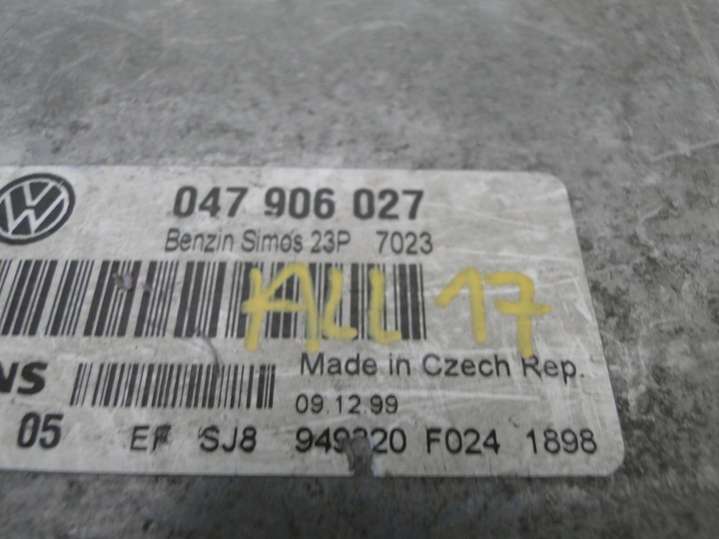 047 906 027
Benzin Simos 23P 7023
ALL 17
NS
Made in Czech Rep.
09.12.99
05 EF SJ8 F024 1898